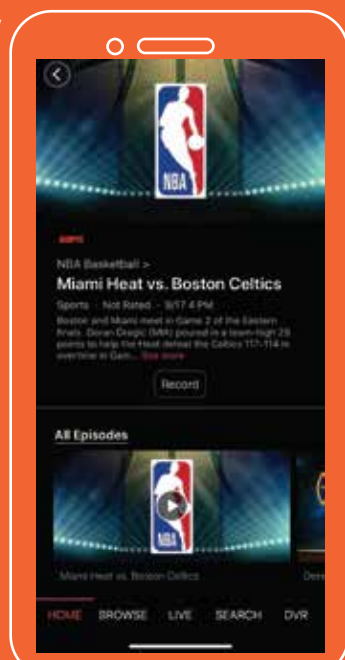 NBA
ESPN
NBA Basketball >
Miami Heat vs. Boston Celtics
Sports · Not Rated · 9/17 4 PM
Boston and Miami meet in Game 2 of the Eastern
finals. Goran Dragic (MIA) poured in a team-high 29
points to help the Heat defeat the Celtics 117-114 in
overtime in Gam... See more
Record
All Episodes
NBA
Miami Heat vs. Boston Celtics
HOME BROWSE LIVE SEARCH DVR